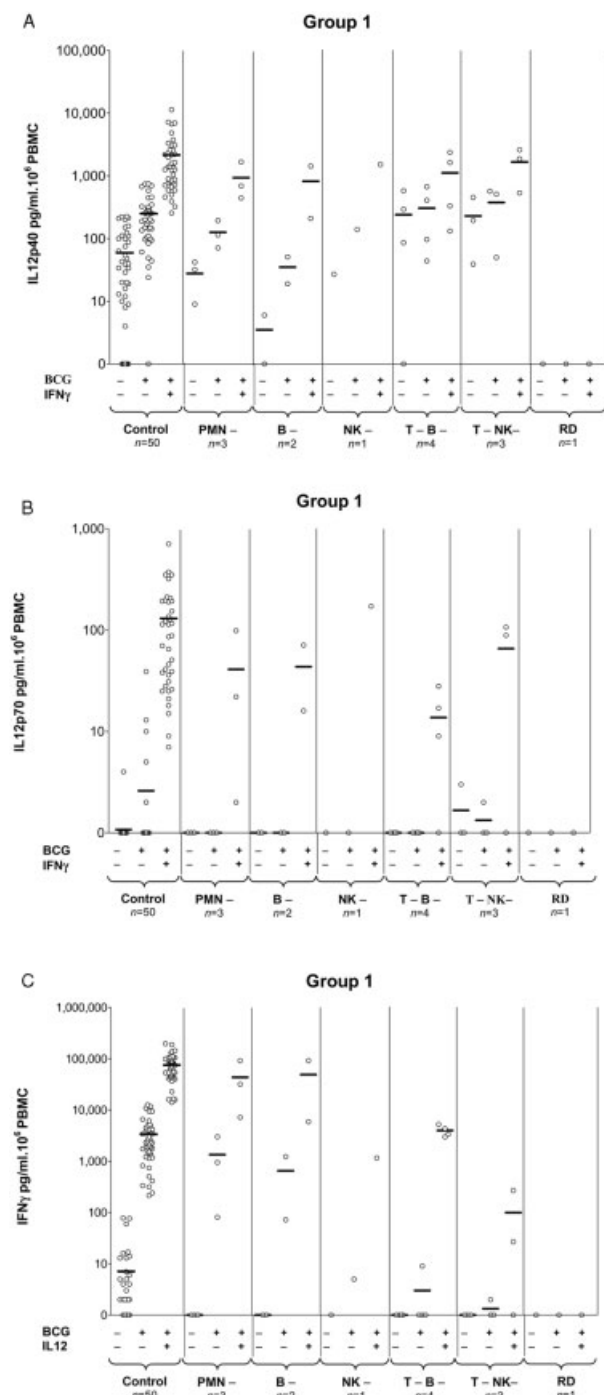 A
Group 1
100,000
10,000
1,000
100
10
0
IL12p40 pg/ml.10⁶ PBMC
BCG – + + – + + – + + – + + – + + – + + – + +
IFNγ – – + – – + – – + – – + – – + – – + – – +
Control PMN – B – NK – T – B – T – NK– RD
n=50 n=3 n=2 n=1 n=4 n=3 n=1
B
Group 1
1,000
100
10
0
IL12p70 pg/ml.10⁶ PBMC
BCG – + + – + + – + + – + + – + + – + + – + +
IFNγ – – + – – + – – + – – + – – + – – + – – +
Control PMN – B – NK – T – B – T – NK– RD
n=50 n=3 n=2 n=1 n=4 n=3 n=1
C
Group 1
1,000,000
100,000
10,000
1,000
100
10
0
IFNγ pg/ml.10⁶ PBMC
BCG – + + – + + – + + – + + – + + – + + – + +
IL12 – – + – – + – – + – – + – – + – – + – – +
Control PMN – B – NK – T – B – T – NK– RD